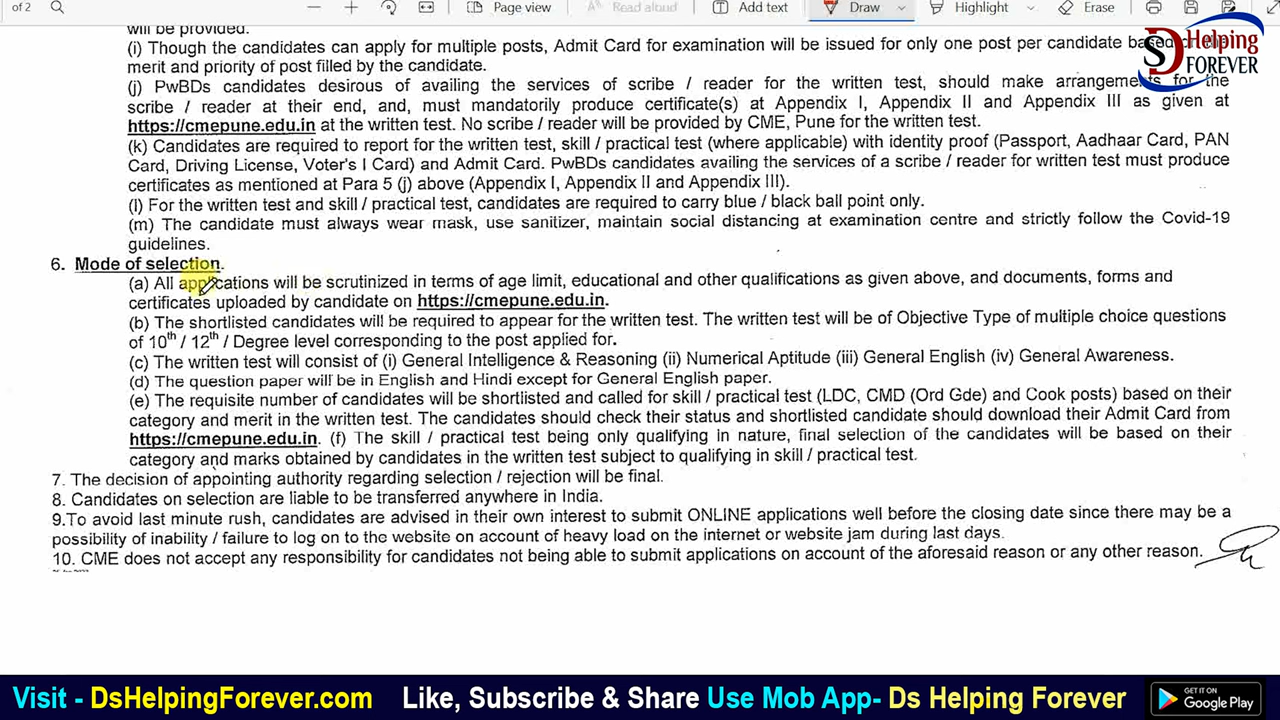 of 2
Page view
Read aloud
Add text
Draw
Highlight
Erase
DS Helping
FOREVER
will be provided.
(i) Though the candidates can apply for multiple posts, Admit Card for examination will be issued for only one post per candidate based
merit and priority of post filled by the candidate.
(j) PwBDs candidates desirous of availing the services of scribe / reader for the written test, should make arrangements for the
scribe / reader at their end, and, must mandatorily produce certificate(s) at Appendix I, Appendix II and Appendix III as given at
https://cmepune.edu.in at the written test. No scribe / reader will be provided by CME, Pune for the written test.
(k) Candidates are required to report for the written test, skill / practical test (where applicable) with identity proof (Passport, Aadhaar Card, PAN
Card, Driving License, Voter's I Card) and Admit Card. PwBDs candidates availing the services of a scribe / reader for written test must produce
certificates as mentioned at Para 5 (j) above (Appendix I, Appendix II and Appendix III).
(l) For the written test and skill / practical test, candidates are required to carry blue / black ball point only.
(m) The candidate must always wear mask, use sanitizer, maintain social distancing at examination centre and strictly follow the Covid-19
guidelines.
6. Mode of selection.
(a) All applications will be scrutinized in terms of age limit, educational and other qualifications as given above, and documents, forms and
certificates uploaded by candidate on https://cmepune.edu.in.
(b) The shortlisted candidates will be required to appear for the written test. The written test will be of Objective Type of multiple choice questions
of 10th / 12th / Degree level corresponding to the post applied for.
(c) The written test will consist of (i) General Intelligence & Reasoning (ii) Numerical Aptitude (iii) General English (iv) General Awareness.
(d) The question paper will be in English and Hindi except for General English paper.
(e) The requisite number of candidates will be shortlisted and called for skill / practical test (LDC, CMD (Ord Gde) and Cook posts) based on their
category and merit in the written test. The candidates should check their status and shortlisted candidate should download their Admit Card from
https://cmepune.edu.in. (f) The skill / practical test being only qualifying in nature, final selection of the candidates will be based on their
category and marks obtained by candidates in the written test subject to qualifying in skill / practical test.
7. The decision of appointing authority regarding selection / rejection will be final.
8. Candidates on selection are liable to be transferred anywhere in India.
9.To avoid last minute rush, candidates are advised in their own interest to submit ONLINE applications well before the closing date since there may be a
possibility of inability / failure to log on to the website on account of heavy load on the internet or website jam during last days.
10. CME does not accept any responsibility for candidates not being able to submit applications on account of the aforesaid reason or any other reason.
Visit - DsHelpingForever.com Like, Subscribe & Share Use Mob App- Ds Helping Forever
GET IT ON
Google Play